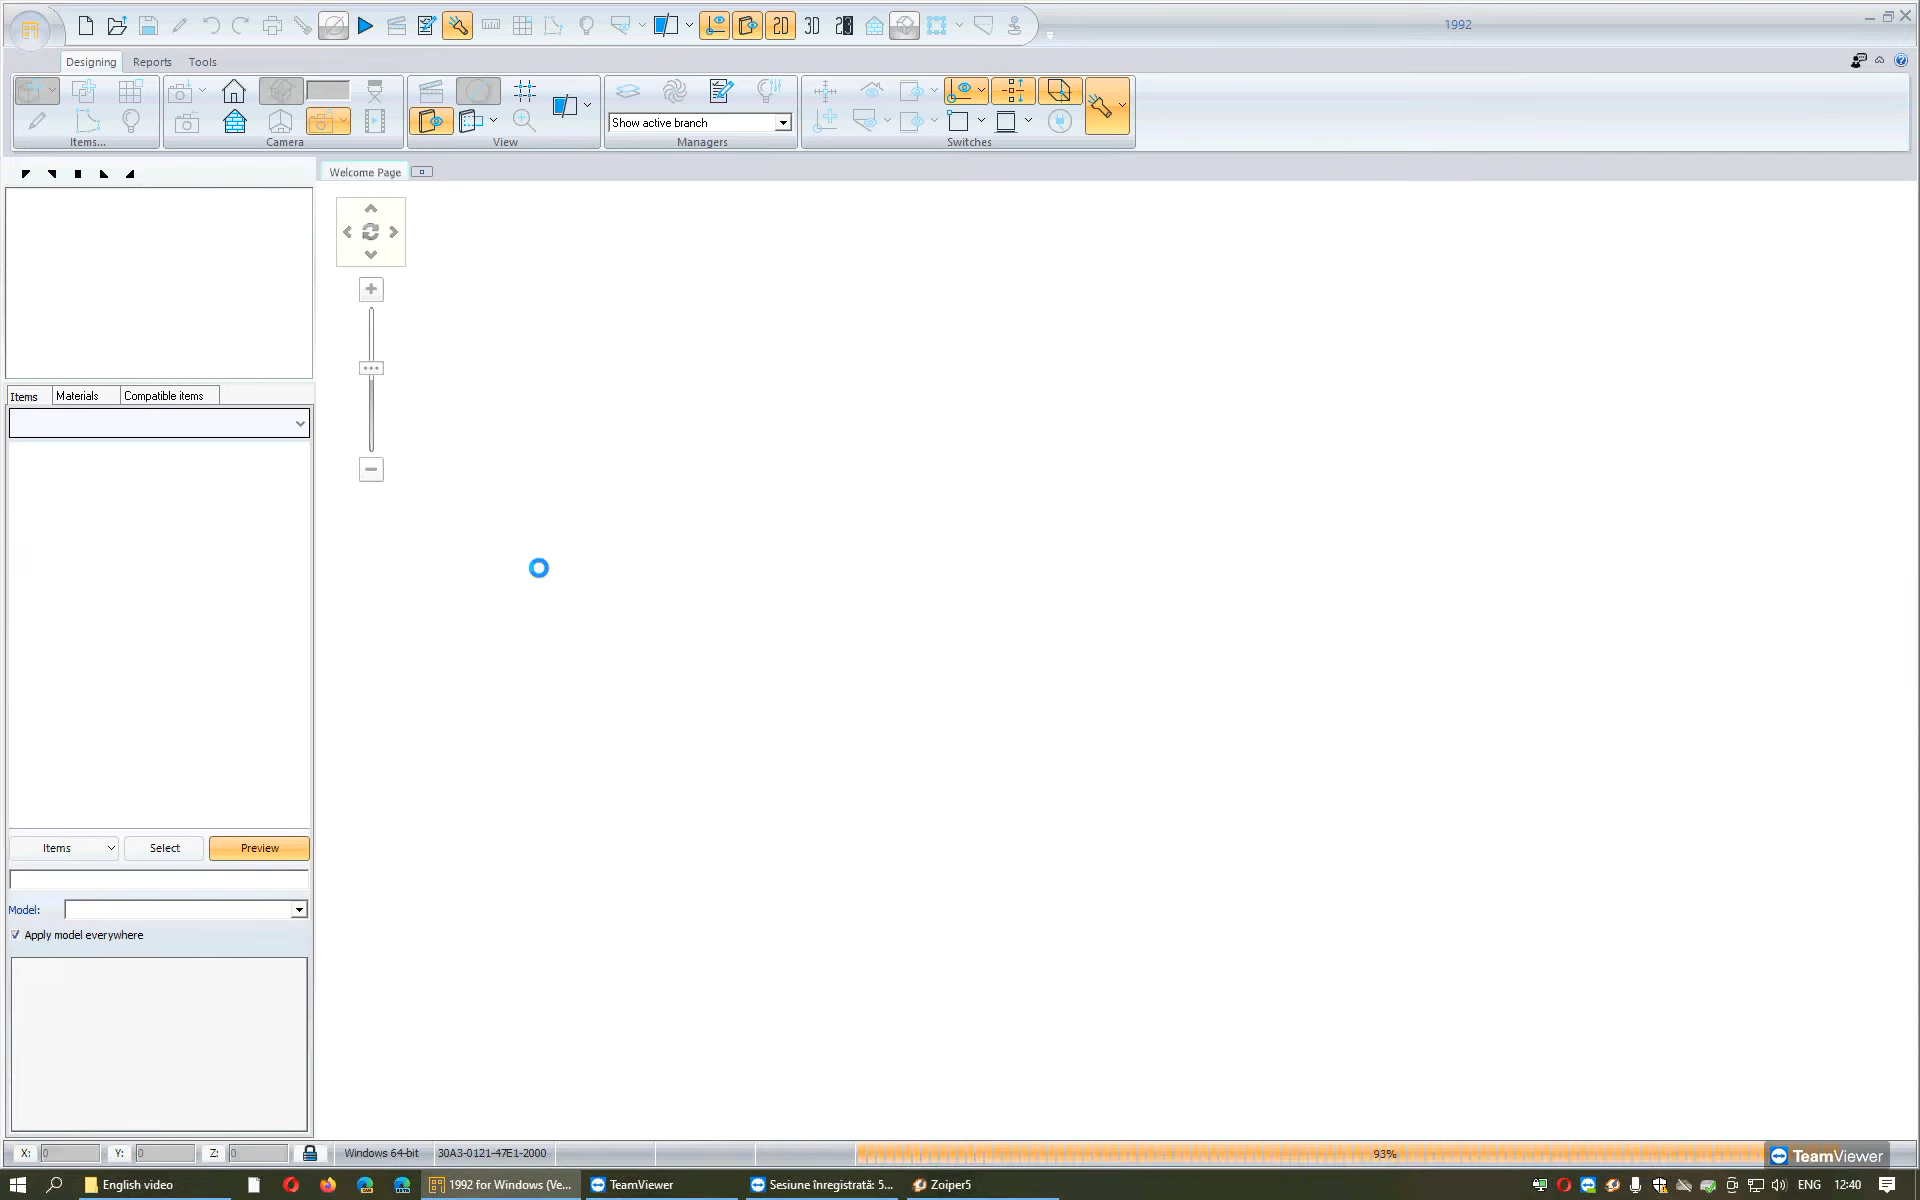 2D
3D
1992
Designing
Reports
Tools
Show active branch
Items...
Camera
View
Managers
Switches
Welcome Page
Items
Materials
Compatible items
Items
Select
Preview
Model:
Apply model everywhere
X: 0
Y: 0
Z: 0
Windows 64-bit
30A3-0121-47E1-2000
93%
TeamViewer
English video
1992 for Windows (Ve...
TeamViewer
Sesiune înregistrată: 5...
Zoiper5
ENG
12:40